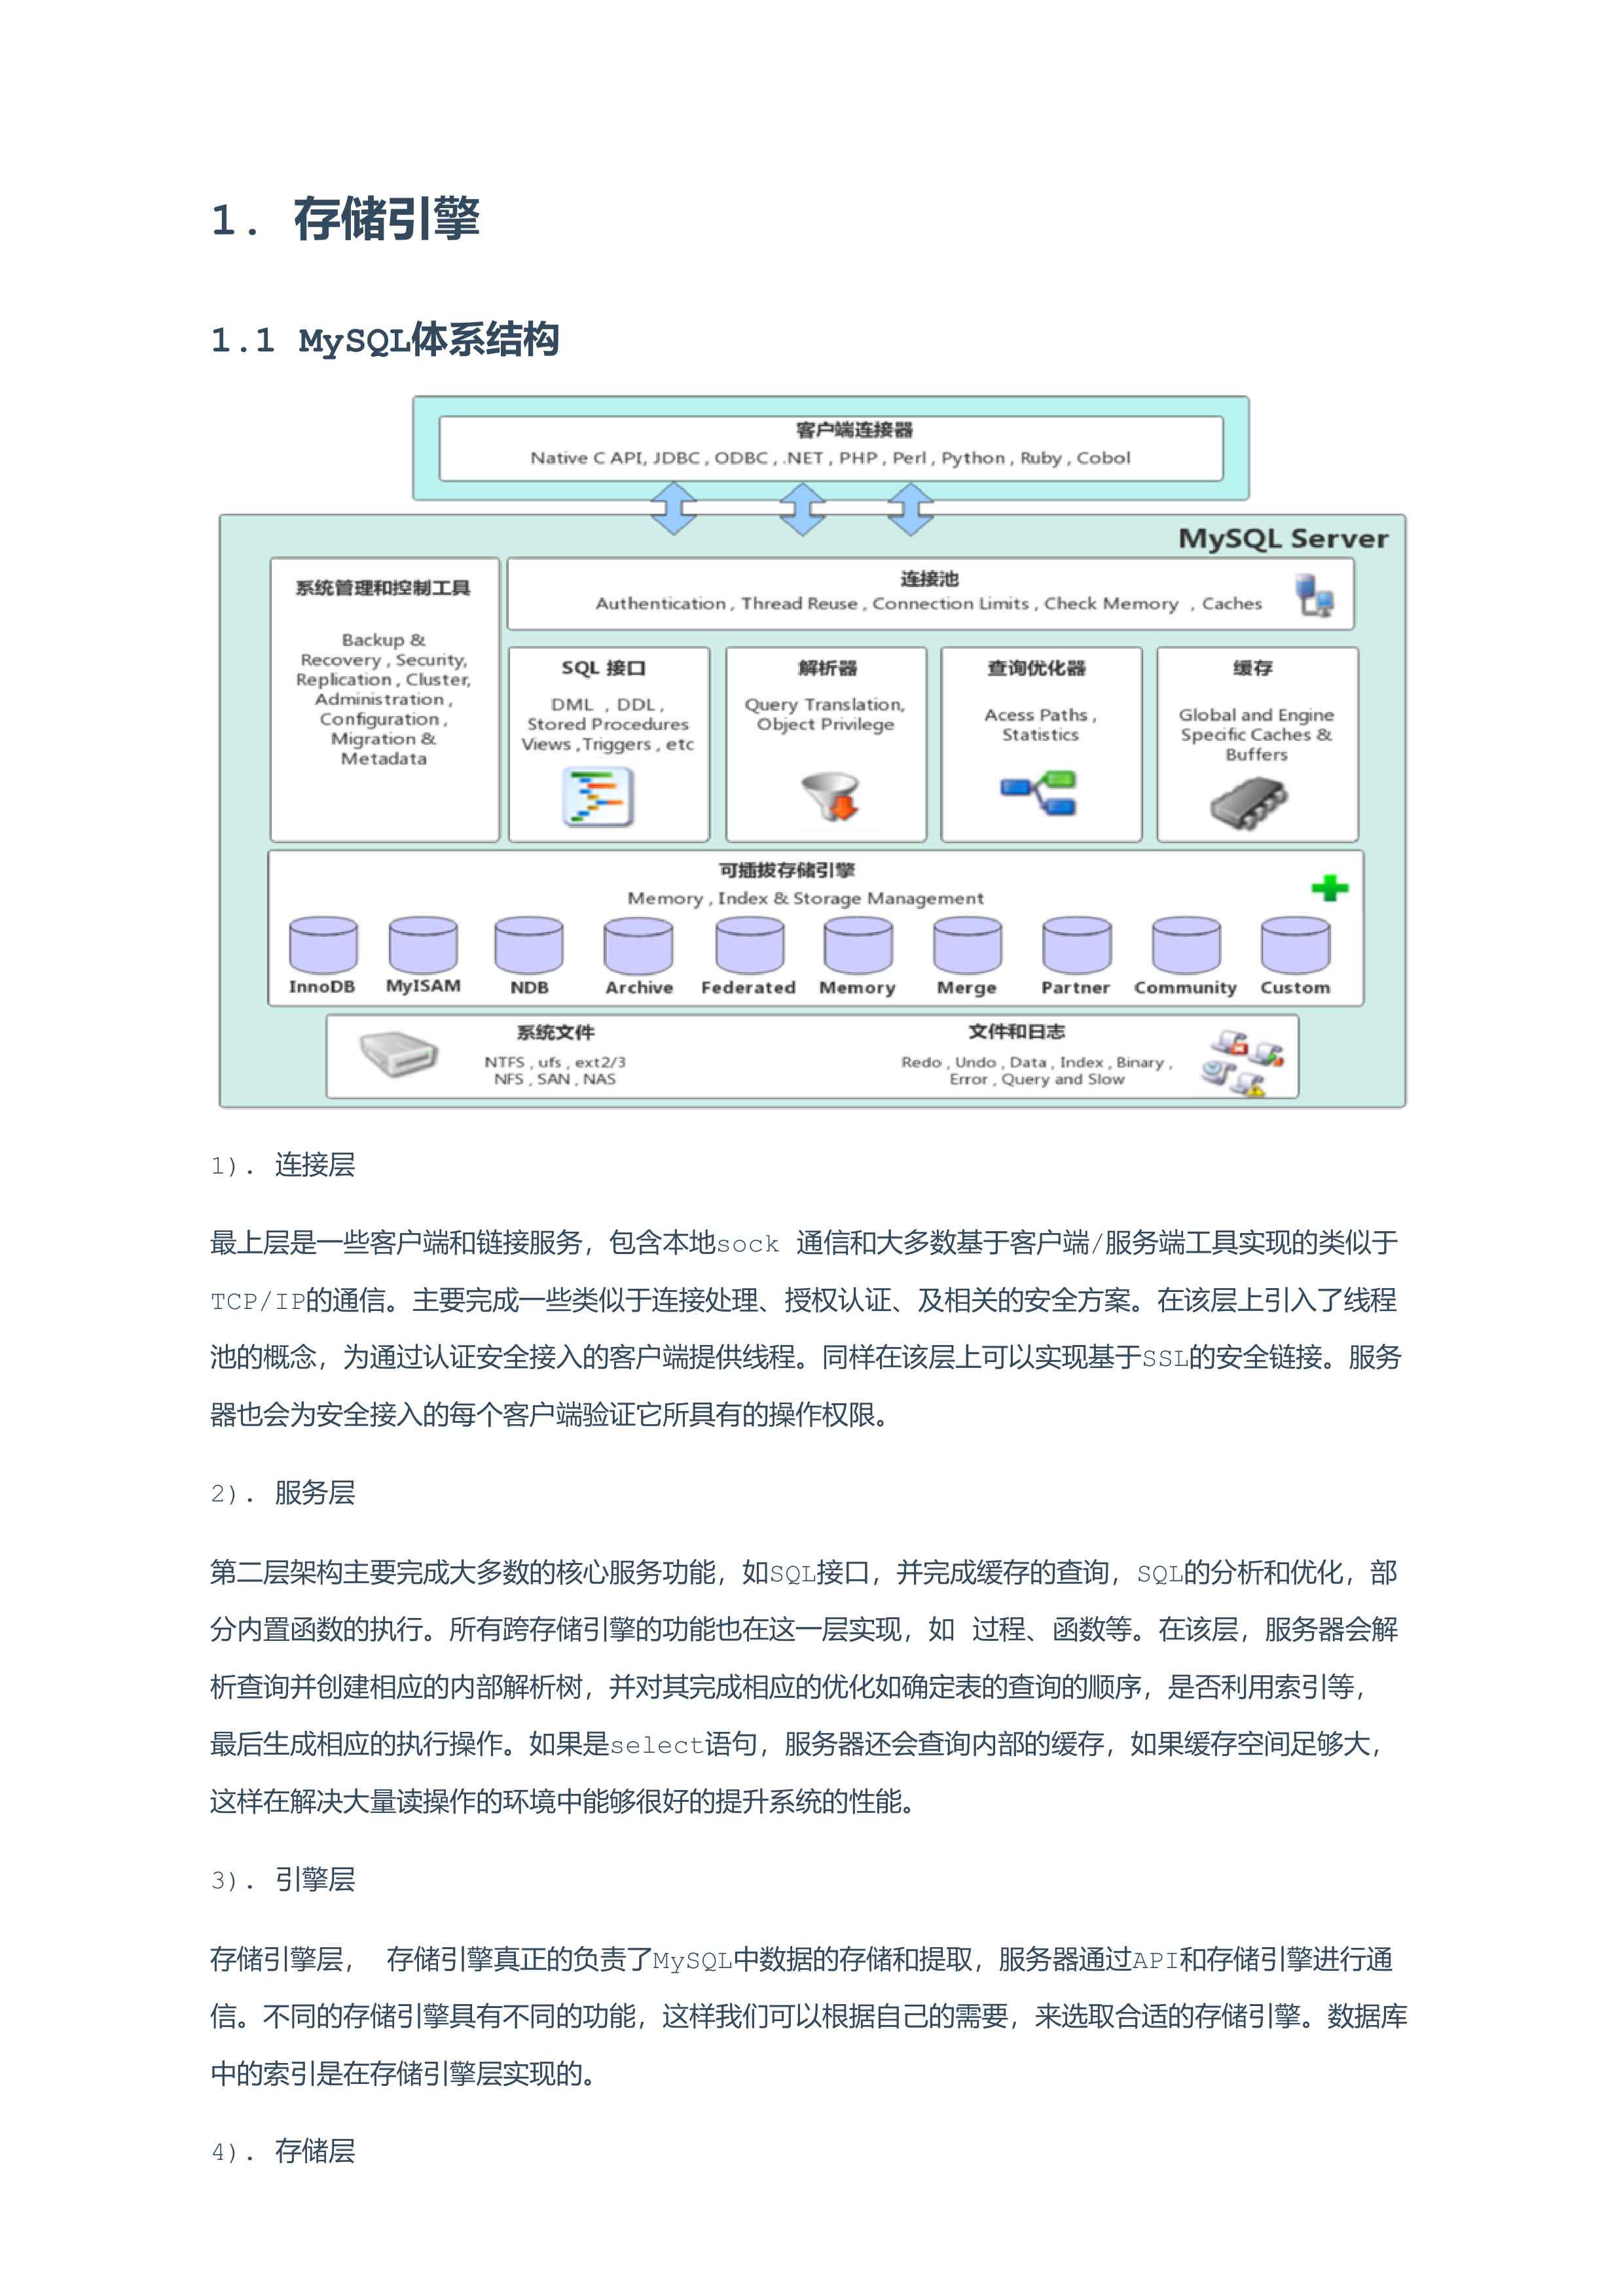 1. 存储引擎
1.1 MySQL体系结构
客户端连接器
Native C API, JDBC , ODBC , .NET , PHP , Perl , Python , Ruby , Cobol
MySQL Server
系统管理和控制工具
Backup &
Recovery , Security,
Replication , Cluster,
Administration ,
Configuration ,
Migration &
Metadata
连接池
Authentication , Thread Reuse , Connection Limits , Check Memory , Caches
SQL 接口
DML , DDL ,
Stored Procedures
Views ,Triggers , etc
解析器
Query Translation,
Object Privilege
查询优化器
Acess Paths ,
Statistics
缓存
Global and Engine
Specific Caches &
Buffers
可插拔存储引擎
Memory , Index & Storage Management
InnoDB MyISAM NDB Archive Federated Memory Merge Partner Community Custom
系统文件
NTFS , ufs , ext2/3
NFS , SAN , NAS
文件和日志
Redo , Undo , Data , Index , Binary ,
Error , Query and Slow
1). 连接层
最上层是一些客户端和链接服务，包含本地sock 通信和大多数基于客户端/服务端工具实现的类似于
TCP/IP的通信。主要完成一些类似于连接处理、授权认证、及相关的安全方案。在该层上引入了线程
池的概念，为通过认证安全接入的客户端提供线程。同样在该层上可以实现基于SSL的安全链接。服务
器也会为安全接入的每个客户端验证它所具有的操作权限。
2). 服务层
第二层架构主要完成大多数的核心服务功能，如SQL接口，并完成缓存的查询，SQL的分析和优化，部
分内置函数的执行。所有跨存储引擎的功能也在这一层实现，如 过程、函数等。在该层，服务器会解
析查询并创建相应的内部解析树，并对其完成相应的优化如确定表的查询的顺序，是否利用索引等，
最后生成相应的执行操作。如果是select语句，服务器还会查询内部的缓存，如果缓存空间足够大，
这样在解决大量读操作的环境中能够很好的提升系统的性能。
3). 引擎层
存储引擎层， 存储引擎真正的负责了MySQL中数据的存储和提取，服务器通过API和存储引擎进行通
信。不同的存储引擎具有不同的功能，这样我们可以根据自己的需要，来选取合适的存储引擎。数据库
中的索引是在存储引擎层实现的。
4). 存储层